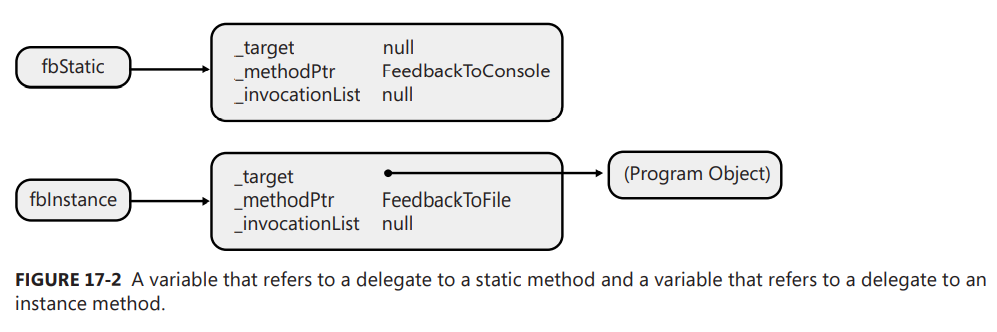 fbStatic
_target null
_methodPtr FeedbackToConsole
_invocationList null
fbInstance
_target
_methodPtr FeedbackToFile
_invocationList null
(Program Object)
FIGURE 17-2 A variable that refers to a delegate to a static method and a variable that refers to a delegate to an
instance method.